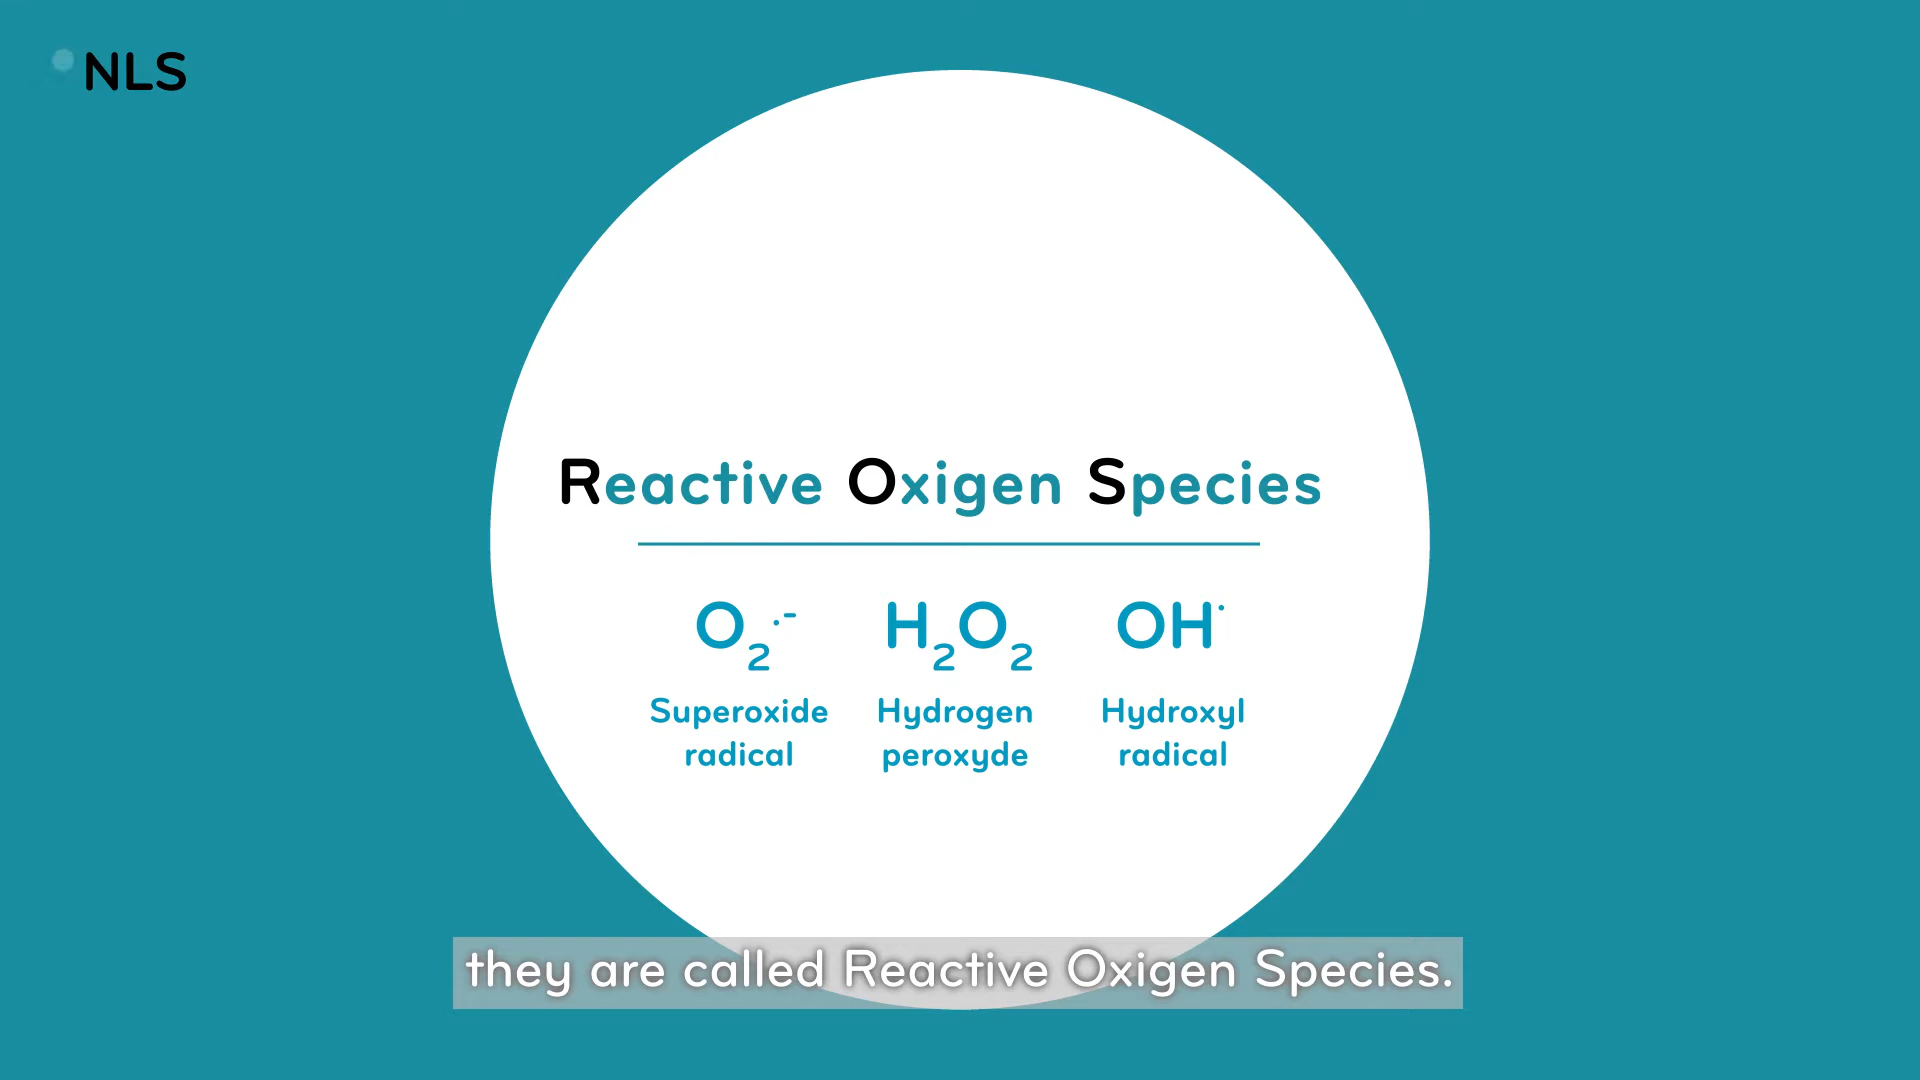 NLS
Reactive Oxigen Species
O₂·⁻ H₂O₂ OH·
Superoxide Hydrogen Hydroxyl
radical peroxyde radical
they are called Reactive Oxigen Species.